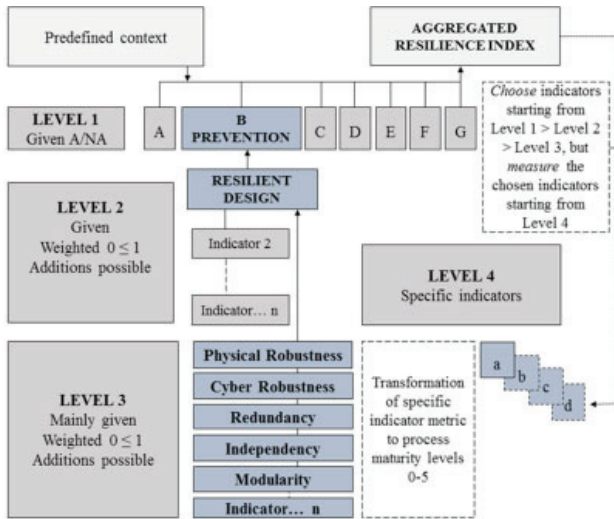 Predefined context
AGGREGATED
RESILIENCE INDEX
LEVEL 1
Given A/NA
A
B
PREVENTION
C
D
E
F
G
Choose indicators
starting from
Level 1 > Level 2
> Level 3, but
measure the
chosen indicators
starting from
Level 4
LEVEL 2
Given
Weighted 0 ≤ 1
Additions possible
RESILIENT
DESIGN
Indicator 2
Indicator… n
LEVEL 4
Specific indicators
LEVEL 3
Mainly given
Weighted 0 ≤ 1
Additions possible
Physical Robustness
Cyber Robustness
Redundancy
Independency
Modularity
Indicator… n
Transformation
of specific
indicator metric
to process
maturity levels
0-5
a
b
c
d